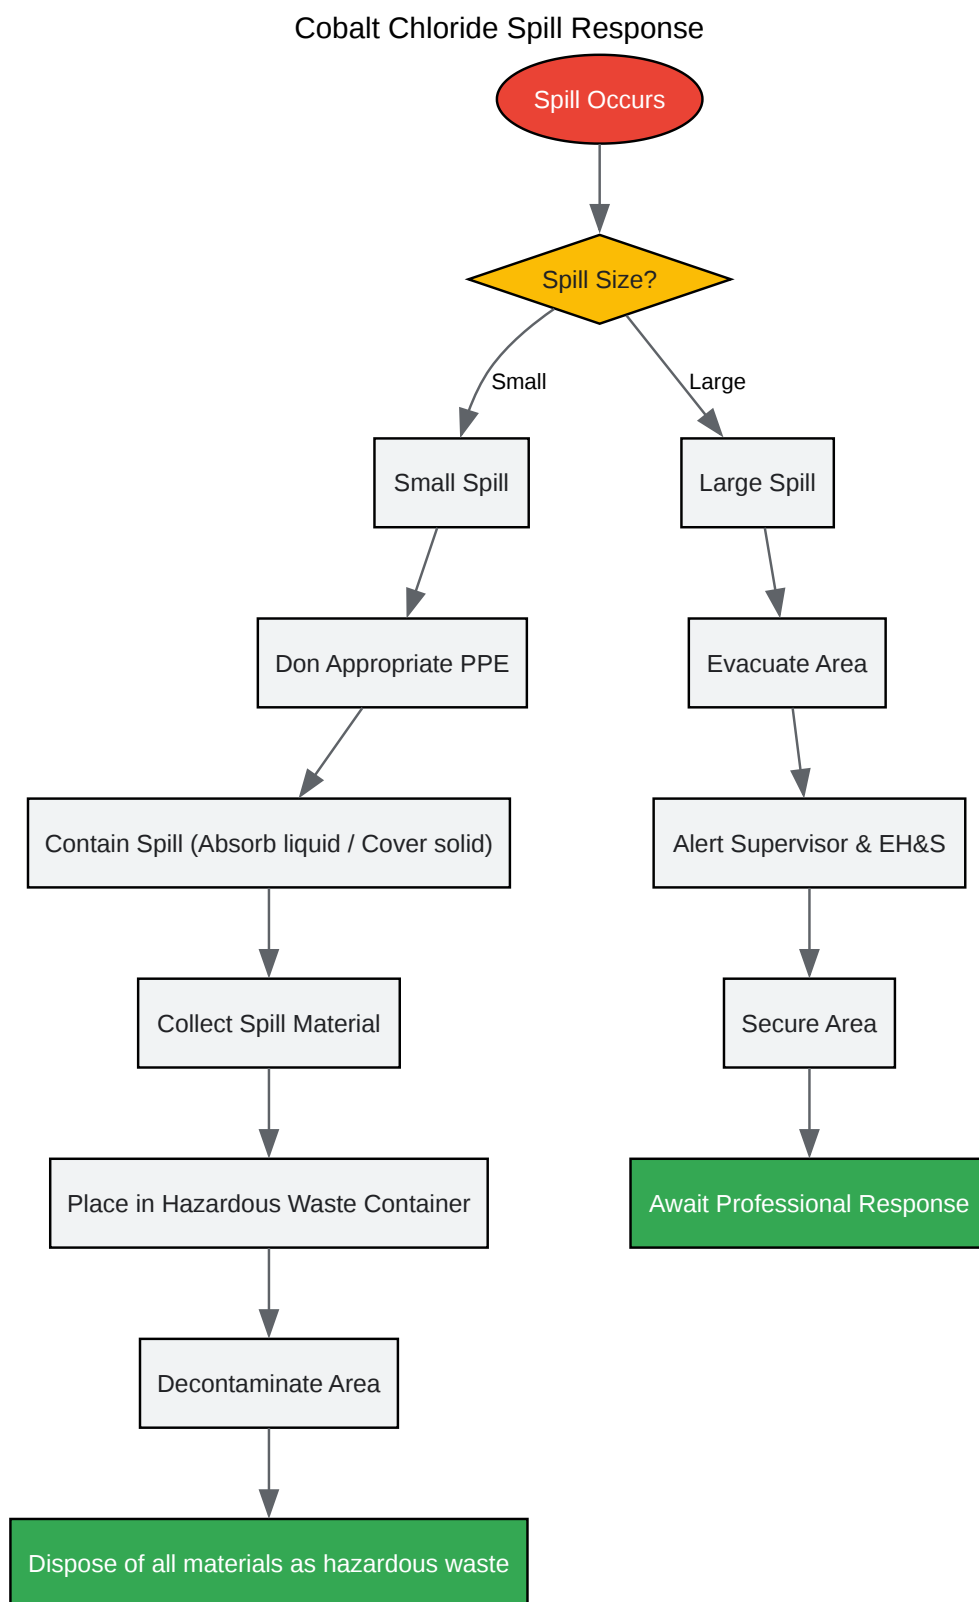 Cobalt Chloride Spill Response
Spill Occurs
Spill Size?
Small
Large
Small Spill
Large Spill
Don Appropriate PPE
Evacuate Area
Contain Spill (Absorb liquid / Cover solid)
Alert Supervisor & EH&S
Collect Spill Material
Secure Area
Place in Hazardous Waste Container
Await Professional Response
Decontaminate Area
Dispose of all materials as hazardous waste